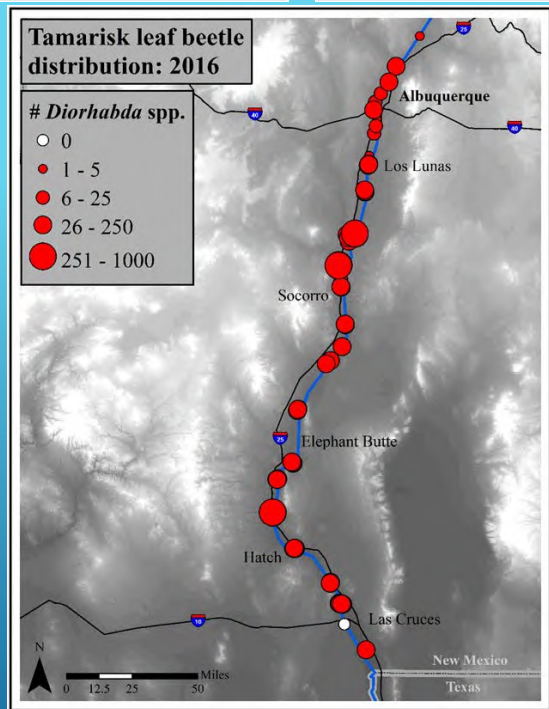 Tamarisk leaf beetle
distribution: 2016
# Diorhabda spp.
0
1 - 5
6 - 25
26 - 250
251 - 1000
25
Albuquerque
40
40
Los Lunas
Socorro
25
Elephant Butte
Hatch
Las Cruces
10
New Mexico
Texas
N
Miles
0 12.5 25 50